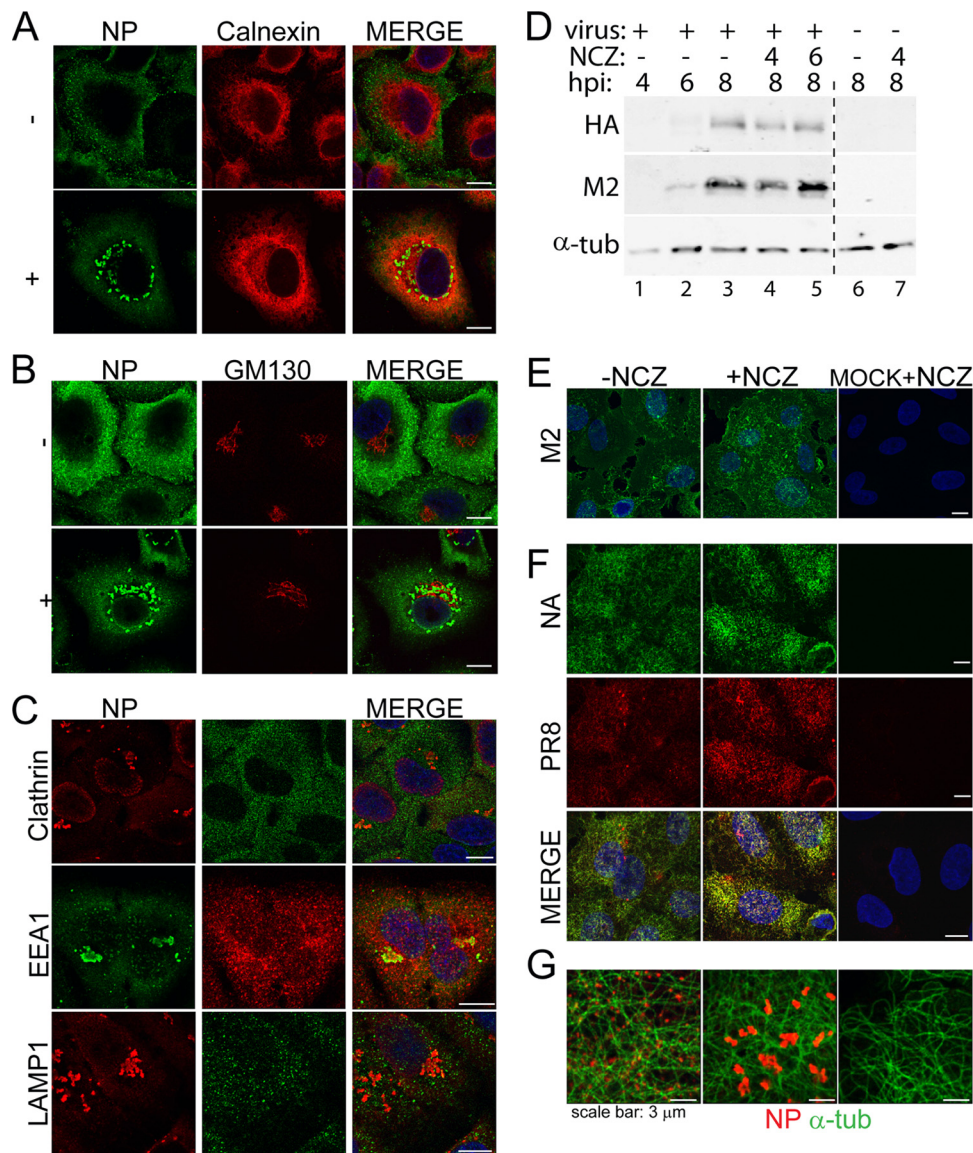 A
NP Calnexin MERGE
-
+
B
NP GM130 MERGE
-
+
C
NP MERGE
Clathrin
EEA1
LAMP1
D
virus: + + + + + - -
NCZ: - - - 4 6 - 4
hpi: 4 6 8 8 8 8 8
HA
M2
α-tub
1 2 3 4 5 6 7
E
-NCZ +NCZ MOCK+NCZ
M2
F
NA
PR8
MERGE
G
scale bar: 3 μm
NP α-tub